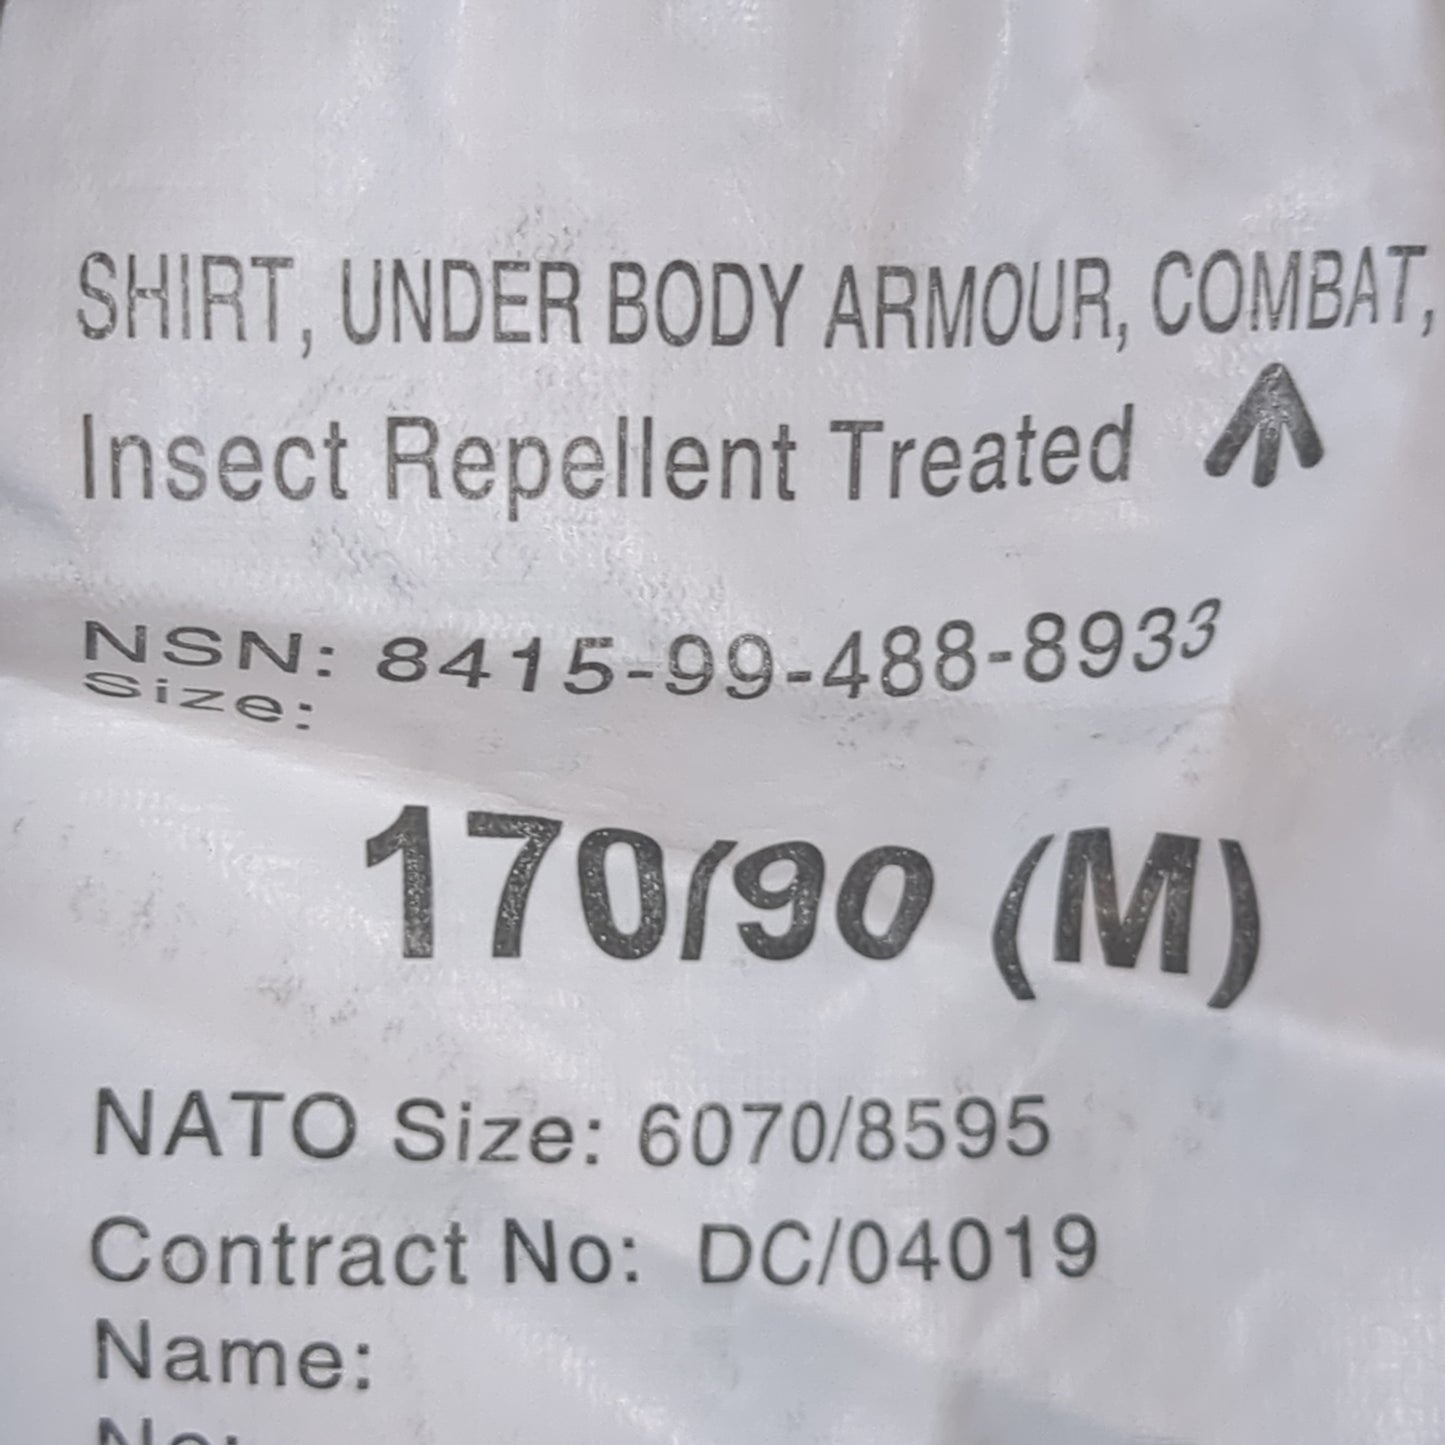 SHIRT, UNDER BODY ARMOUR, COMBAT,
Insect Repellent Treated
NSN: 8415-99-488-8933
Size:
170/90 (M)
NATO Size: 6070/8595
Contract No: DC/04019
Name:
No: